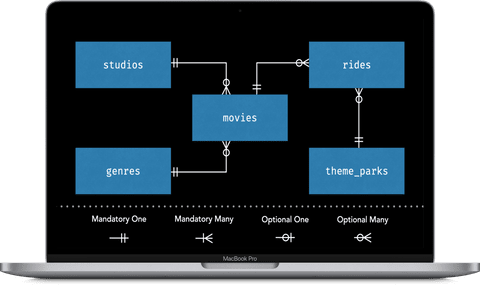 studios
rides
movies
genres
theme_parks
Mandatory One
Mandatory Many
Optional One
Optional Many
MacBook Pro